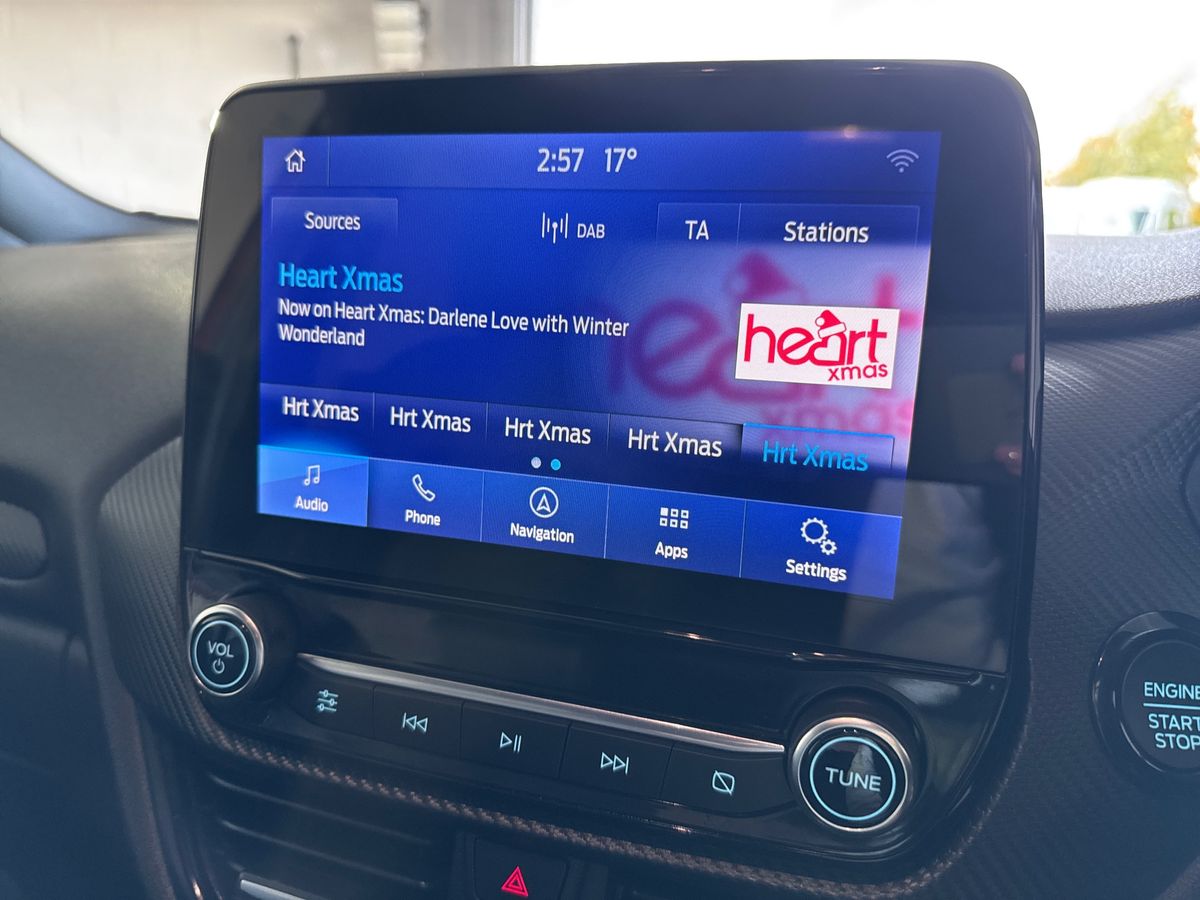 2:57 17°
Sources
DAB
TA
Stations
Heart Xmas
Now on Heart Xmas: Darlene Love with Winter
Wonderland
heart
xmas
heart
xmas
Hrt Xmas
Hrt Xmas
Hrt Xmas
Hrt Xmas
Hrt Xmas
Audio
Phone
Navigation
Apps
Settings
VOL
TUNE
ENGINE
START
STOP